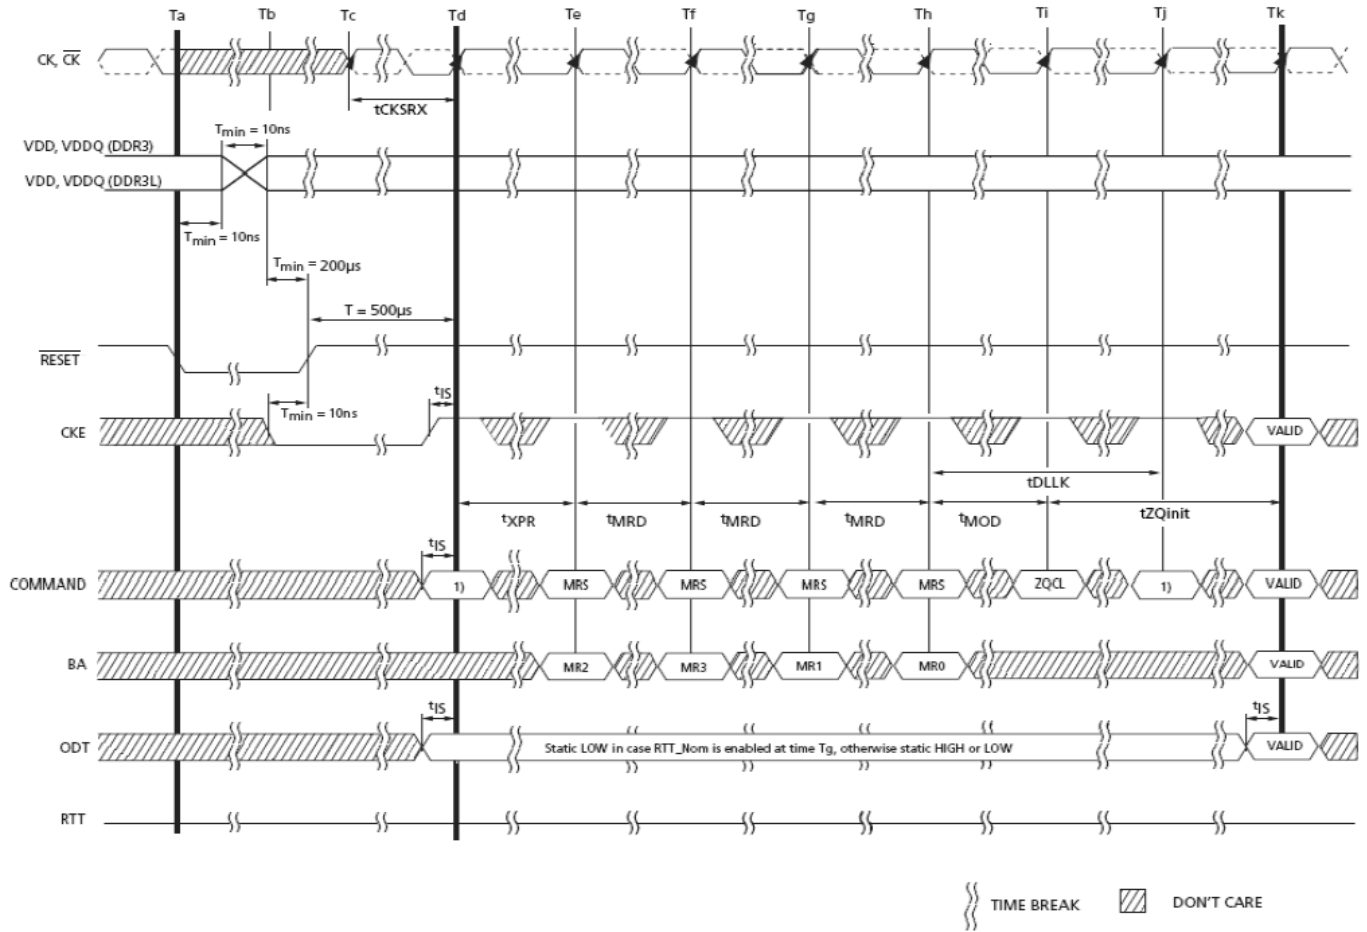 Ta Tb Tc Td Te Tf Tg Th Ti Tj Tk
CK, CK
tCKSRX
Tmin = 10ns
VDD, VDDQ (DDR3)
VDD, VDDQ (DDR3L)
Tmin = 10ns
Tmin = 200µs
T = 500µs
RESET
tIS
Tmin = 10ns
CKE VALID
tDLLK
tXPR tMRD tMRD tMRD tMOD tZQinit
tIS
COMMAND 1) MRS MRS MRS MRS ZQCL 1) VALID
BA MR2 MR3 MR1 MR0 VALID
tIS tIS
ODT Static LOW in case RTT_Nom is enabled at time Tg, otherwise static HIGH or LOW VALID
RTT
TIME BREAK DON'T CARE